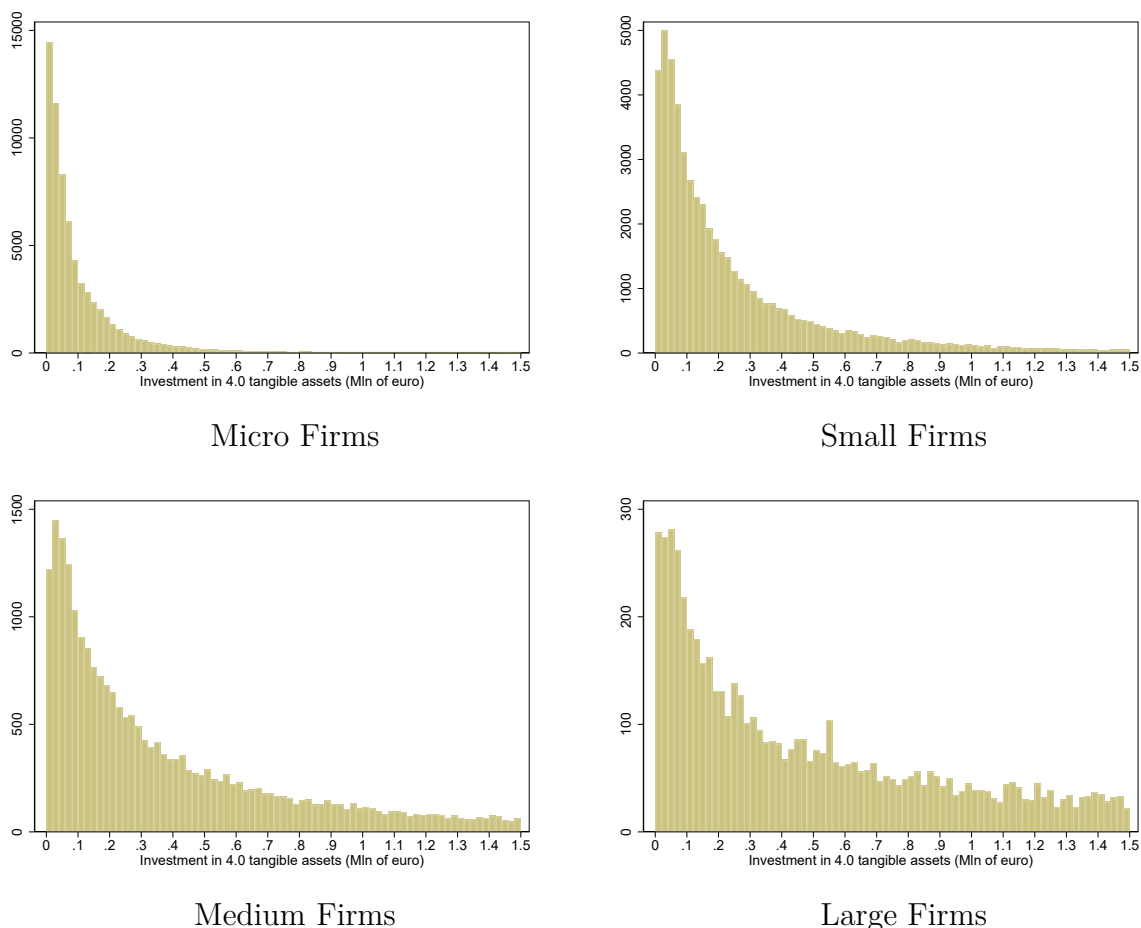 15000
10000
5000
0
0 .1 .2 .3 .4 .5 .6 .7 .8 .9 1 1.1 1.2 1.3 1.4 1.5
Investment in 4.0 tangible assets (Mln of euro)
Micro Firms
5000
4000
3000
2000
1000
0
0 .1 .2 .3 .4 .5 .6 .7 .8 .9 1 1.1 1.2 1.3 1.4 1.5
Investment in 4.0 tangible assets (Mln of euro)
Small Firms
1500
1000
500
0
0 .1 .2 .3 .4 .5 .6 .7 .8 .9 1 1.1 1.2 1.3 1.4 1.5
Investment in 4.0 tangible assets (Mln of euro)
Medium Firms
300
200
100
0
0 .1 .2 .3 .4 .5 .6 .7 .8 .9 1 1.1 1.2 1.3 1.4 1.5
Investment in 4.0 tangible assets (Mln of euro)
Large Firms